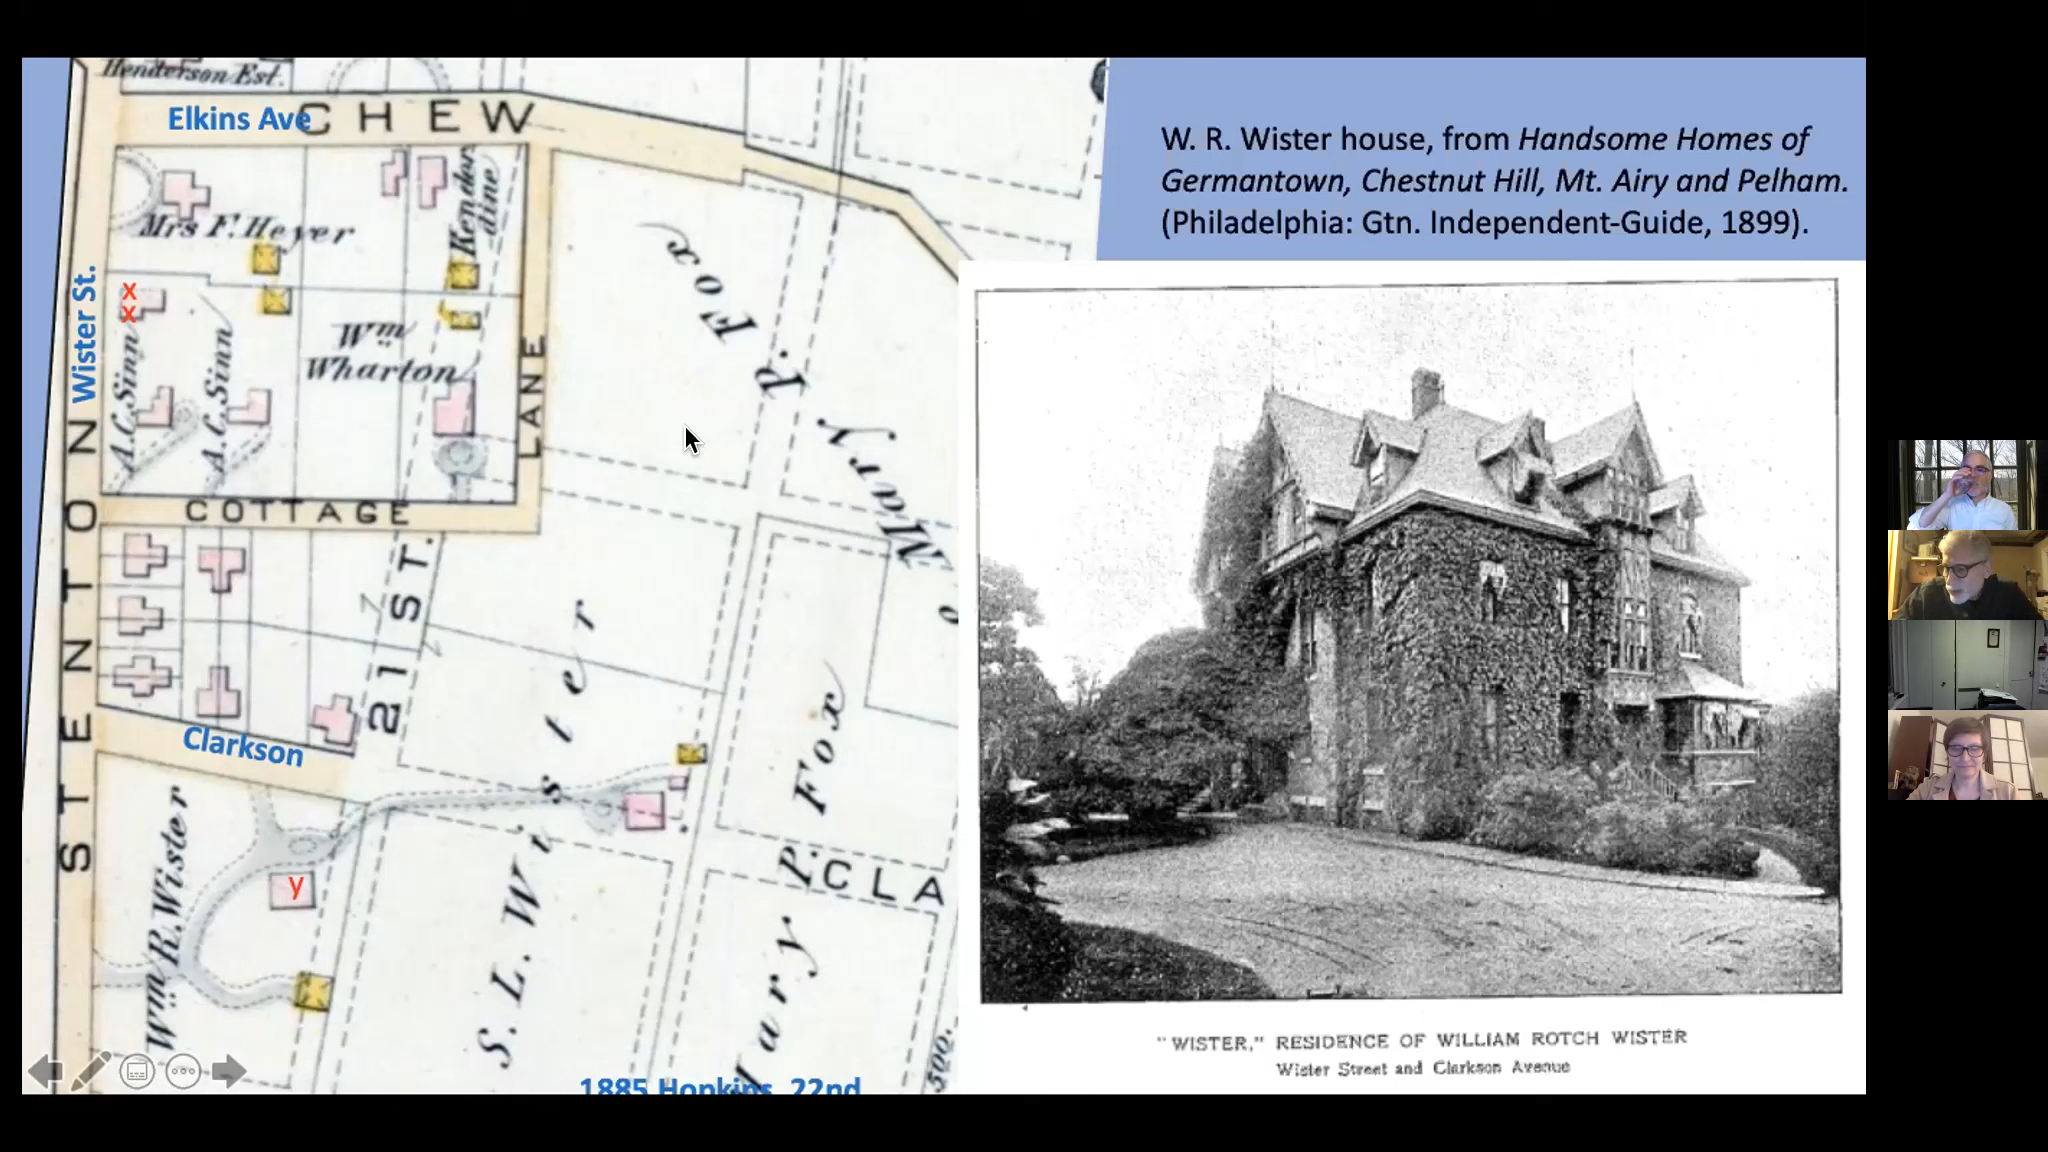 Henderson Est.
Elkins Ave
CHEW
Mrs F. Heyer
Wister St.
x
x
A.C. Sinn
A.C. Sinn
Wm
Wharton
LANE
Mary P. Fox
STENTON
COTTAGE
21 ST.
Clarkson
Wm R. Wister
y
S. L. Wister
Mary P. Fox
CLA
500.
1885 Hopkins, 22nd
W. R. Wister house, from Handsome Homes of
Germantown, Chestnut Hill, Mt. Airy and Pelham.
(Philadelphia: Gtn. Independent-Guide, 1899).
"WISTER," RESIDENCE OF WILLIAM ROTCH WISTER
Wister Street and Clarkson Avenue